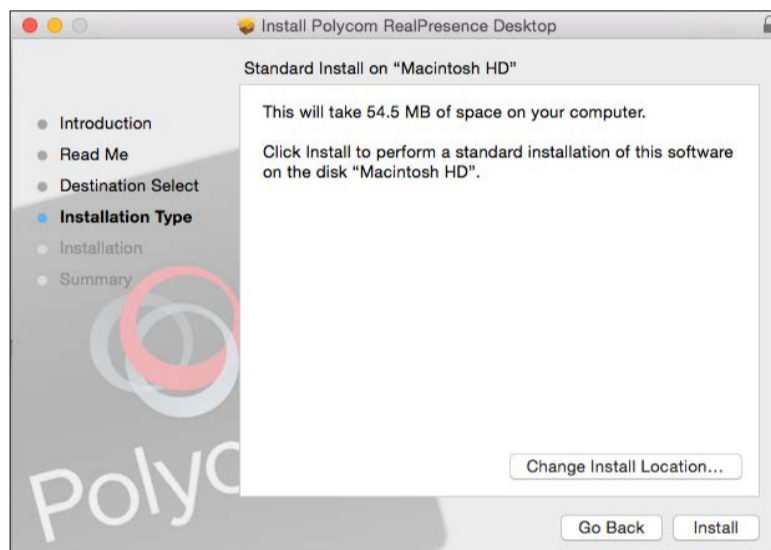 Install Polycom RealPresence Desktop
Standard Install on “Macintosh HD”
Introduction
Read Me
Destination Select
Installation Type
Installation
Summary
This will take 54.5 MB of space on your computer.
Click Install to perform a standard installation of this software
on the disk “Macintosh HD”.
Change Install Location...
Polyc
Go Back
Install